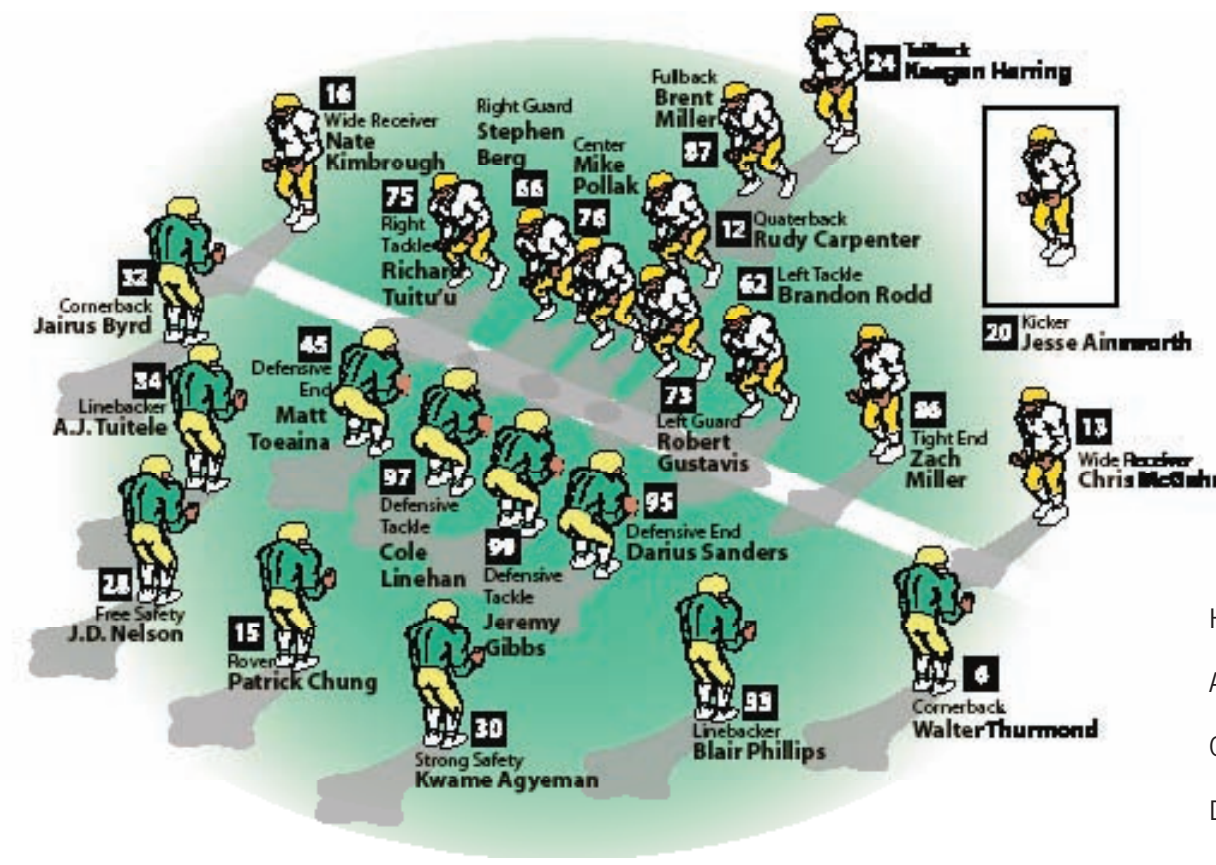 24
Tailback
Keegan Herring
16
Wide Receiver
Nate
Kimbrough
Right Guard
Stephen
Berg
66
Center
Mike
Pollak
76
Fullback
Brent
Miller
87
75
Right
Tackle
Richard
Tuitu'u
12
Quaterback
Rudy Carpenter
62
Left Tackle
Brandon Rodd
20
Kicker
Jesse Ainsworth
32
Cornerback
Jairus Byrd
34
Linebacker
A.J. Tuitele
45
Defensive
End
Matt
Toeaina
73
Left Guard
Robert
Gustavis
86
Tight End
Zach
Miller
13
Wide Receiver
Chris
97
Defensive
Tackle
Cole
Linehan
Defensive
Tackle
Jeremy
Gibbs
95
Defensive End
Darius Sanders
28
Free Safety
J.D. Nelson
15
Rover
Patrick Chung
30
Strong Safety
Kwame Agyeman
Linebacker
Blair Phillips
Cornerback
Walter Thurmond
H
A
D